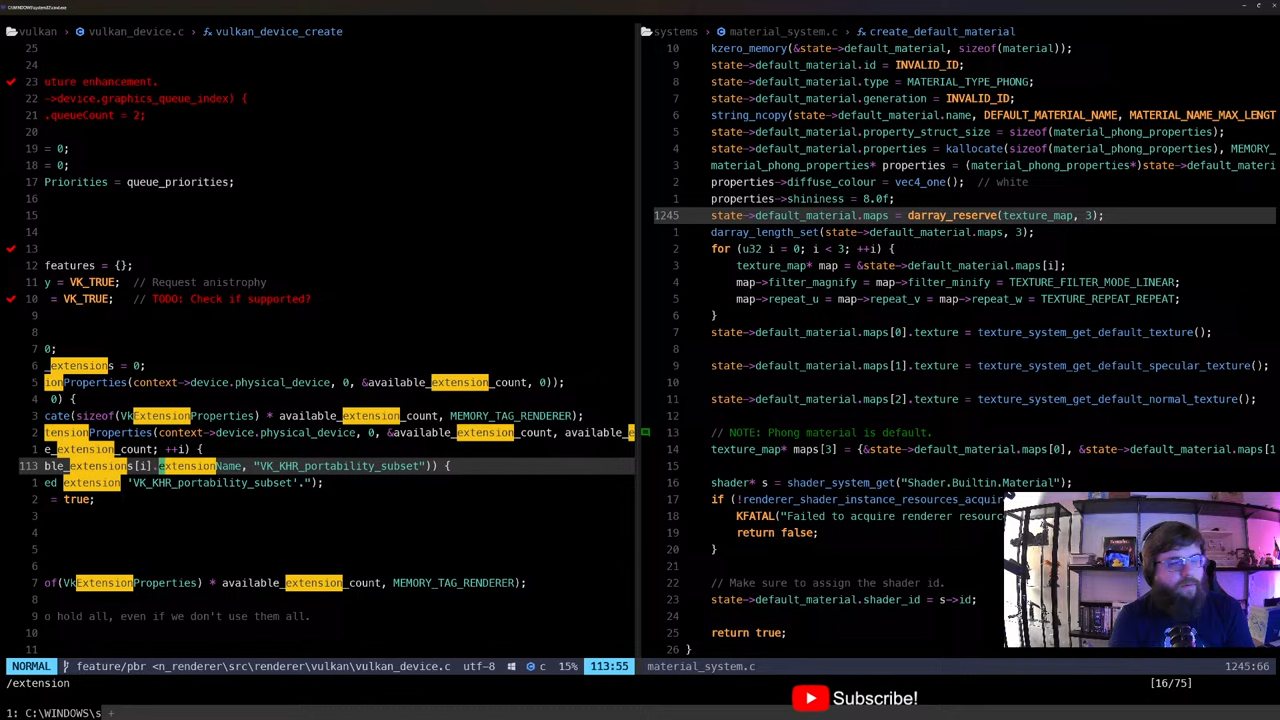 C:\WINDOWS\system32\cmd.exe
vulkan > vulkan_device.c > vulkan_device_create
25
24
23 uture enhancement.
22 ->device.graphics_queue_index) {
21 .queueCount = 2;
20
19 = 0;
18 = 0;
17 Priorities = queue_priorities;
16
15
14
13
12 features = {};
11 y = VK_TRUE;  // Request anistrophy
10 = VK_TRUE;  // TODO: Check if supported?
9
8
7 0;
6 _extensions = 0;
5 ionProperties(context->device.physical_device, 0, &available_extension_count, 0));
4 0) {
3 cate(sizeof(VkExtensionProperties) * available_extension_count, MEMORY_TAG_RENDERER);
2 tensionProperties(context->device.physical_device, 0, &available_extension_count, available_e
1 e_extension_count; ++i) {
113 ble_extensions[i].extensionName, "VK_KHR_portability_subset")) {
1 ed extension 'VK_KHR_portability_subset'.");
2 = true;
3
4
5
6
7 of(VkExtensionProperties) * available_extension_count, MEMORY_TAG_RENDERER);
8
9 o hold all, even if we don't use them all.
10
11
NORMAL feature/pbr <n_renderer\src\renderer\vulkan\vulkan_device.c utf-8 c 15% 113:55
systems > material_system.c > create_default_material
10 kzero_memory(&state->default_material, sizeof(material));
9 state->default_material.id = INVALID_ID;
8 state->default_material.type = MATERIAL_TYPE_PHONG;
7 state->default_material.generation = INVALID_ID;
6 string_ncopy(state->default_material.name, DEFAULT_MATERIAL_NAME, MATERIAL_NAME_MAX_LENGT
5 state->default_material.property_struct_size = sizeof(material_phong_properties);
4 state->default_material.properties = kallocate(sizeof(material_phong_properties), MEMORY_
3 material_phong_properties* properties = (material_phong_properties*)state->default_materi
2 properties->diffuse_colour = vec4_one();  // white
1 properties->shininess = 8.0f;
1245 state->default_material.maps = darray_reserve(texture_map, 3);
1 darray_length_set(state->default_material.maps, 3);
2 for (u32 i = 0; i < 3; ++i) {
3 texture_map* map = &state->default_material.maps[i];
4 map->filter_magnify = map->filter_minify = TEXTURE_FILTER_MODE_LINEAR;
5 map->repeat_u = map->repeat_v = map->repeat_w = TEXTURE_REPEAT_REPEAT;
6 }
7 state->default_material.maps[0].texture = texture_system_get_default_texture();
8
9 state->default_material.maps[1].texture = texture_system_get_default_specular_texture();
10
11 state->default_material.maps[2].texture = texture_system_get_default_normal_texture();
12
13 // NOTE: Phong material is default.
14 texture_map* maps[3] = {&state->default_material.maps[0], &state->default_material.maps[1
15
16 shader* s = shader_system_get("Shader.Builtin.Material");
17 if (!renderer_shader_instance_resources_acqui
18 KFATAL("Failed to acquire renderer resourc
19 return false;
20 }
21
22 // Make sure to assign the shader id.
23 state->default_material.shader_id = s->id;
24
25 return true;
26 }
material_system.c 1245:66
/extension [16/75]
Subscribe!
1: C:\WINDOWS\s +